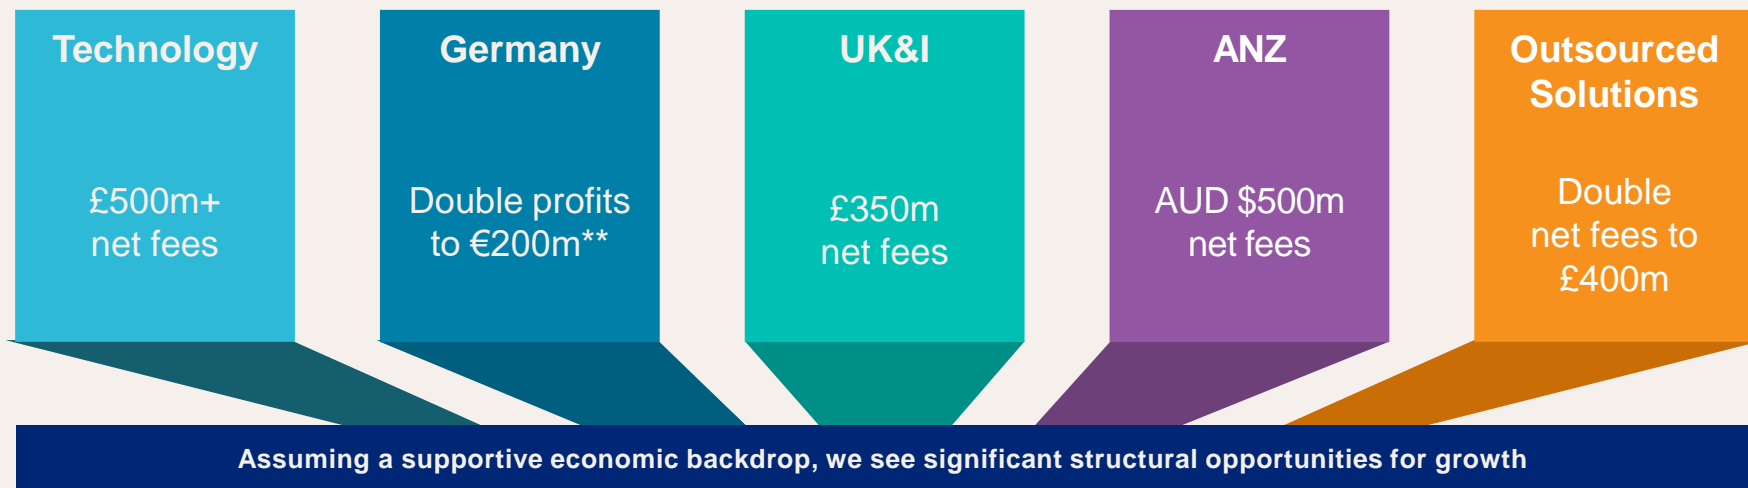 Technology
£500m+
net fees
Germany
Double profits
to €200m**
UK&I
£350m
net fees
ANZ
AUD $500m
net fees
Outsourced
Solutions
Double
net fees to
£400m
Assuming a supportive economic backdrop, we see significant structural opportunities for growth